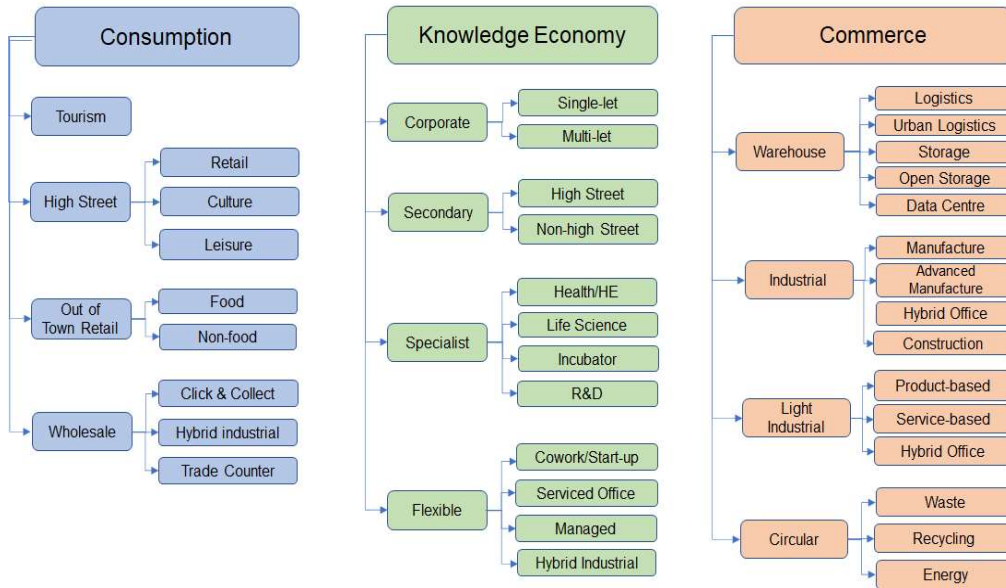 Consumption
Tourism
High Street
Retail
Culture
Leisure
Out of
Town Retail
Food
Non-food
Wholesale
Click & Collect
Hybrid industrial
Trade Counter
Knowledge Economy
Corporate
Single-let
Multi-let
Secondary
High Street
Non-high Street
Specialist
Health/HE
Life Science
Incubator
R&D
Flexible
Cowork/Start-up
Serviced Office
Managed
Hybrid Industrial
Commerce
Warehouse
Logistics
Urban Logistics
Storage
Open Storage
Data Centre
Industrial
Manufacture
Advanced
Manufacture
Hybrid Office
Construction
Light
Industrial
Product-based
Service-based
Hybrid Office
Circular
Waste
Recycling
Energy